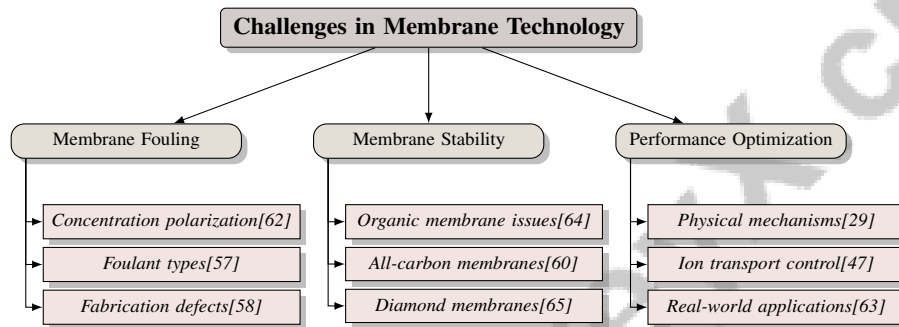 Challenges in Membrane Technology
Membrane Fouling
Membrane Stability
Performance Optimization
Concentration polarization[62]
Organic membrane issues[64]
Physical mechanisms[29]
Foulant types[57]
All-carbon membranes[60]
Ion transport control[47]
Fabrication defects[58]
Diamond membranes[65]
Real-world applications[63]